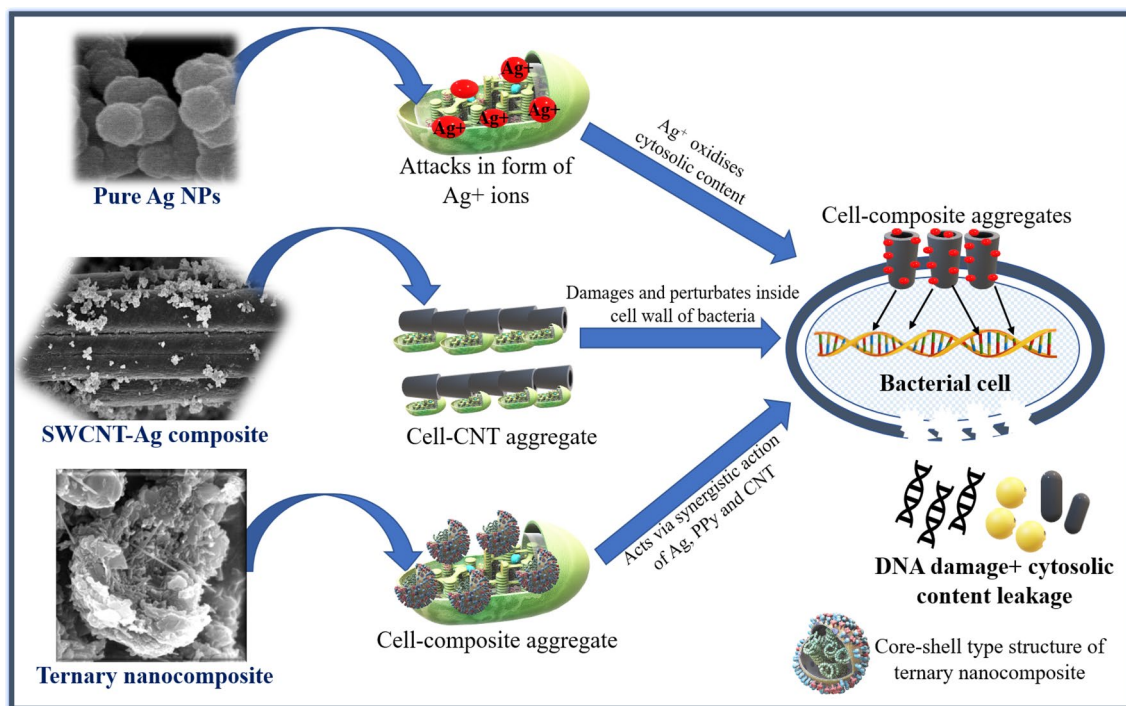 Pure Ag NPs
Ag+
Ag+
Ag+
Ag+
Attacks in form of
Ag+ ions
Ag⁺ oxidises
cytosolic content
SWCNT-Ag composite
Cell-CNT aggregate
Damages and perturbates inside
cell wall of bacteria
Ternary nanocomposite
Cell-composite aggregate
Acts via synergistic action
of Ag, PPy and CNT
Cell-composite aggregates
Bacterial cell
DNA damage+ cytosolic
content leakage
Core-shell type structure of
ternary nanocomposite